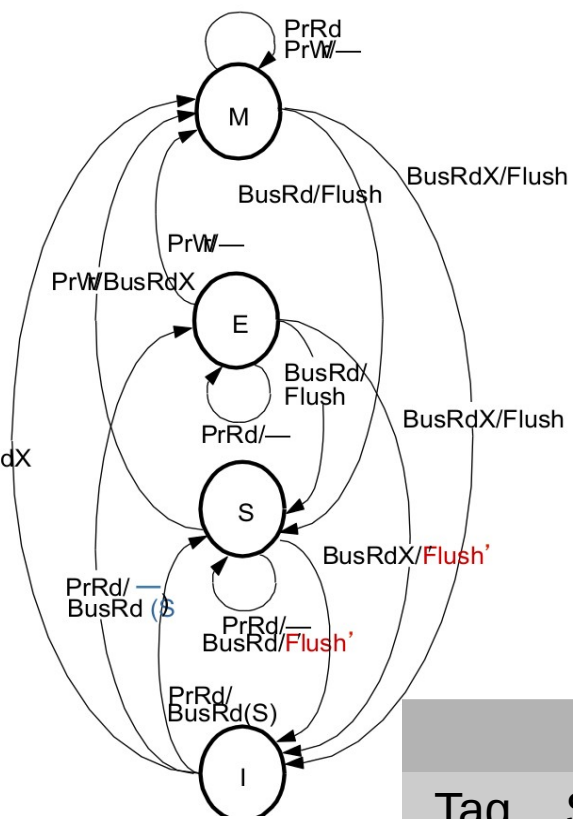 PrRd
PrWr/—
M
BusRdX/Flush
BusRd/Flush
PrWr/—
PrWr/BusRdX
E
BusRd/
Flush
BusRdX/Flush
PrRd/—
dX
S
BusRdX/Flush’
PrRd/ —
BusRd (S)
PrRd/—
BusRd/Flush’
PrRd/
BusRd(S)
I
Tag